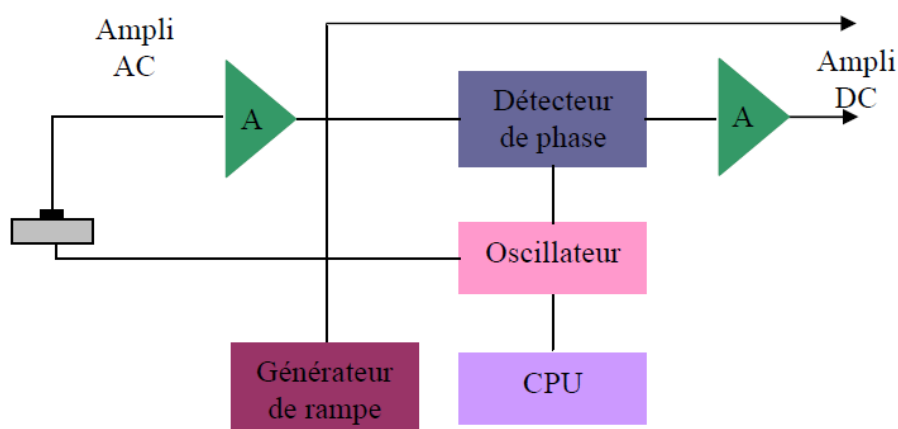 Ampli
AC
A
Détecteur
de phase
A
Ampli
DC
Oscillateur
Générateur
de rampe
CPU